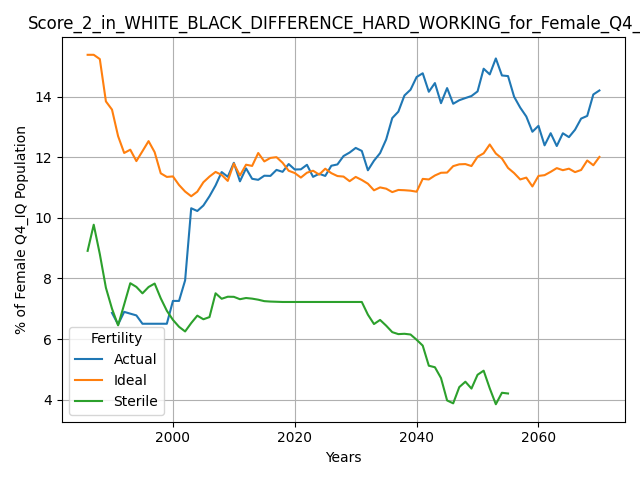 Score_2_in_WHITE_BLACK_DIFFERENCE_HARD_WORKING_for_Female_Q4_
% of Female Q4_IQ Population
14
12
10
8
6
4
Fertility
Actual
Ideal
Sterile
2000 2020 2040 2060
Years